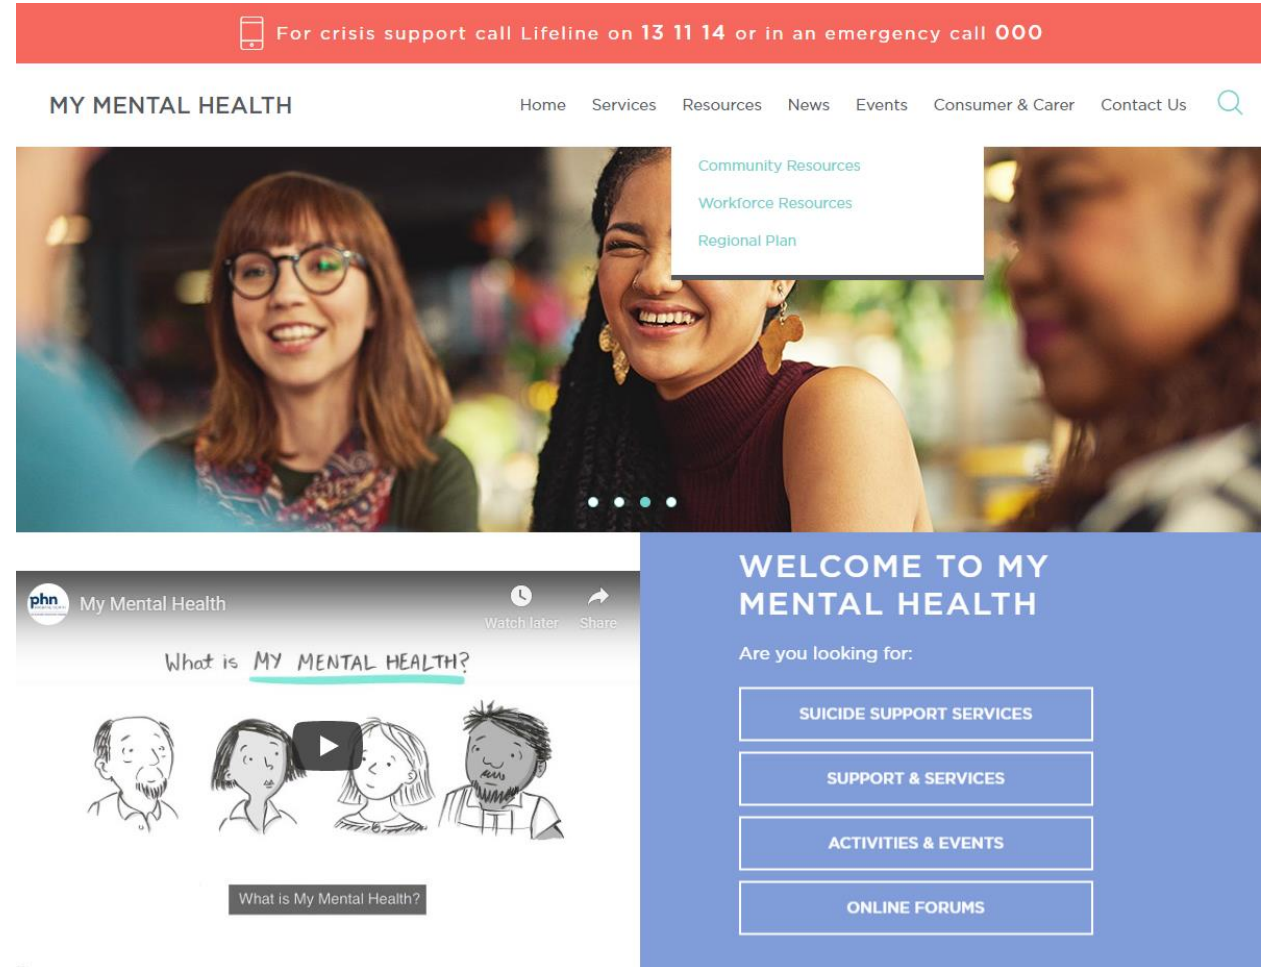 For crisis support call Lifeline on 13 11 14 or in an emergency call 000
MY MENTAL HEALTH
Home Services Resources News Events Consumer & Carer Contact Us
Community Resources
Workforce Resources
Regional Plan
phn
My Mental Health
Watch later
Share
What is MY MENTAL HEALTH?
What is My Mental Health?
WELCOME TO MY
MENTAL HEALTH
Are you looking for:
SUICIDE SUPPORT SERVICES
SUPPORT & SERVICES
ACTIVITIES & EVENTS
ONLINE FORUMS